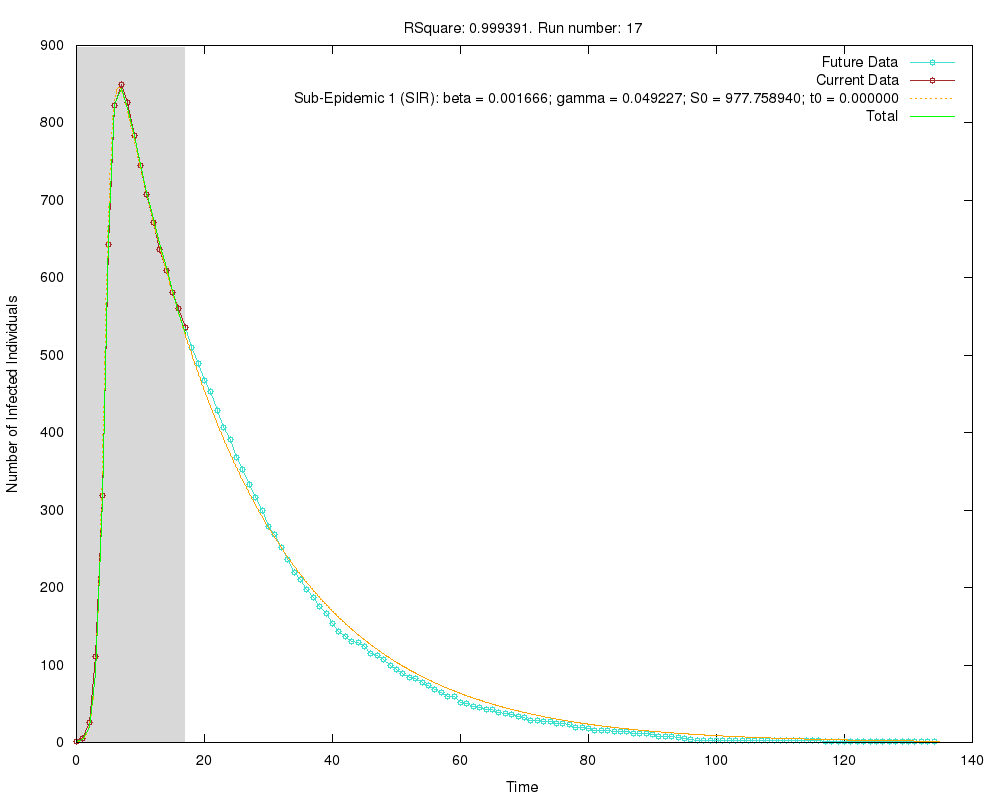 RSquare: 0.999391. Run number: 17
Future Data
Current Data
Sub-Epidemic 1 (SIR): beta = 0.001666; gamma = 0.049227; S0 = 977.758940; t0 = 0.000000
Total
900
800
700
600
500
400
300
200
100
0
Number of Infected Individuals
0 20 40 60 80 100 120 140
Time